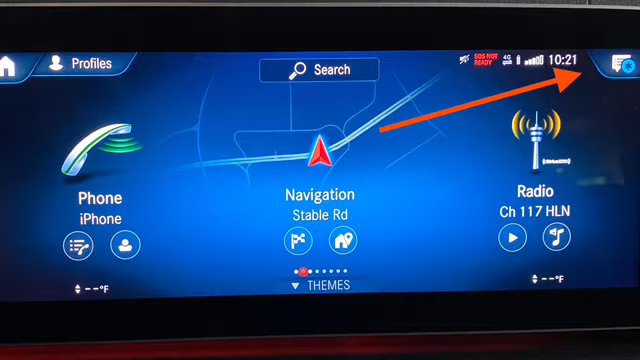 Profiles
Search
SOS NOT
READY
4G
10:21
Phone
iPhone
Navigation
Stable Rd
Radio
Ch 117 HLN
THEMES
--°F
--°F